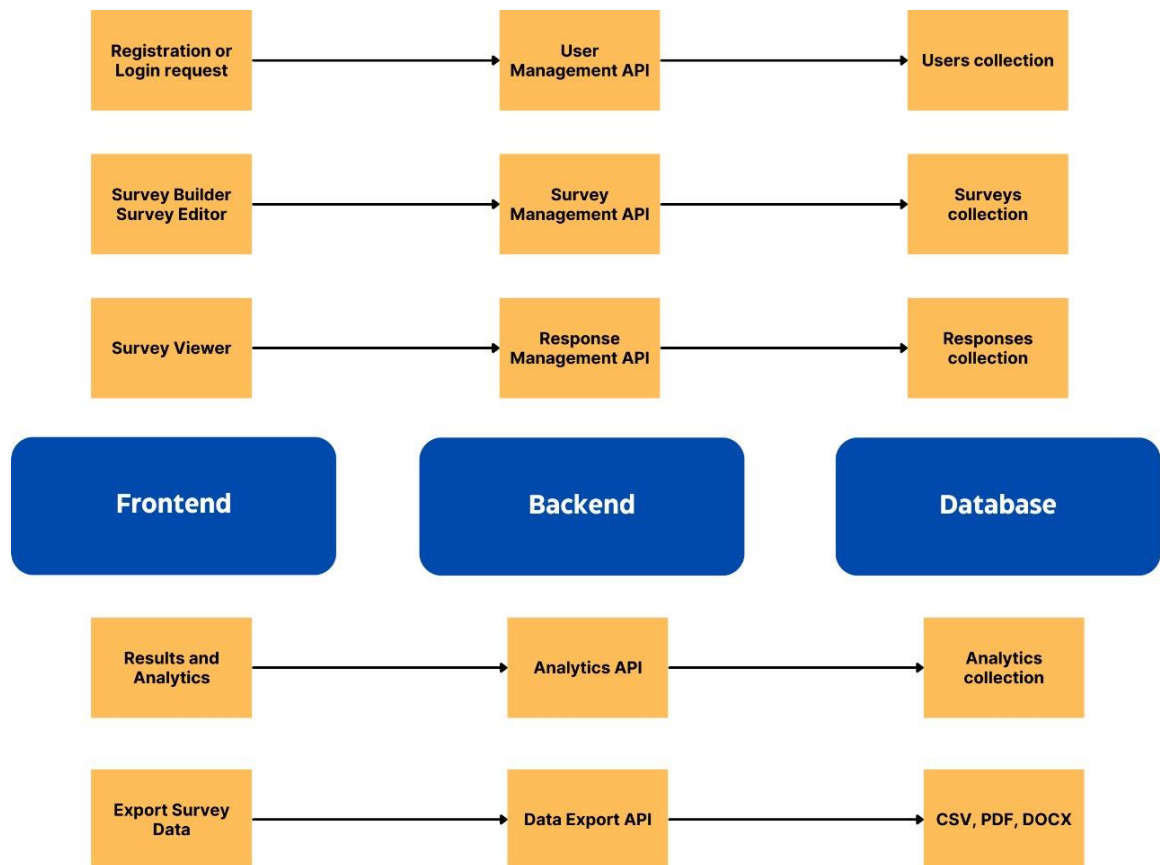 Registration or
Login request
User
Management API
Users collection
Survey Builder
Survey Editor
Survey
Management API
Surveys
collection
Survey Viewer
Response
Management API
Responses
collection
Frontend
Backend
Database
Results and
Analytics
Analytics API
Analytics
collection
Export Survey
Data
Data Export API
CSV, PDF, DOCX